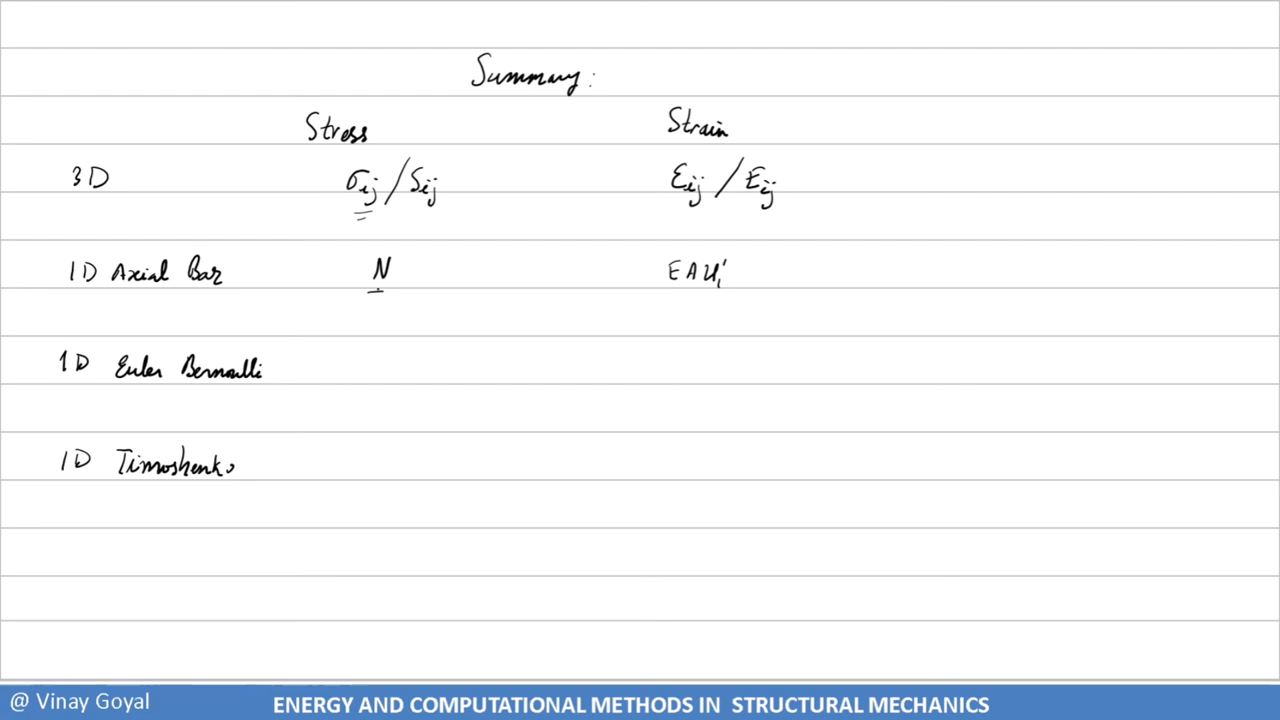 Summary:
Stress Strain
3D σij / Sij εij / Eij
1D Axial Bar N EAu₁'
1D Euler Bernoulli
1D Timoshenko
@ Vinay Goyal ENERGY AND COMPUTATIONAL METHODS IN STRUCTURAL MECHANICS